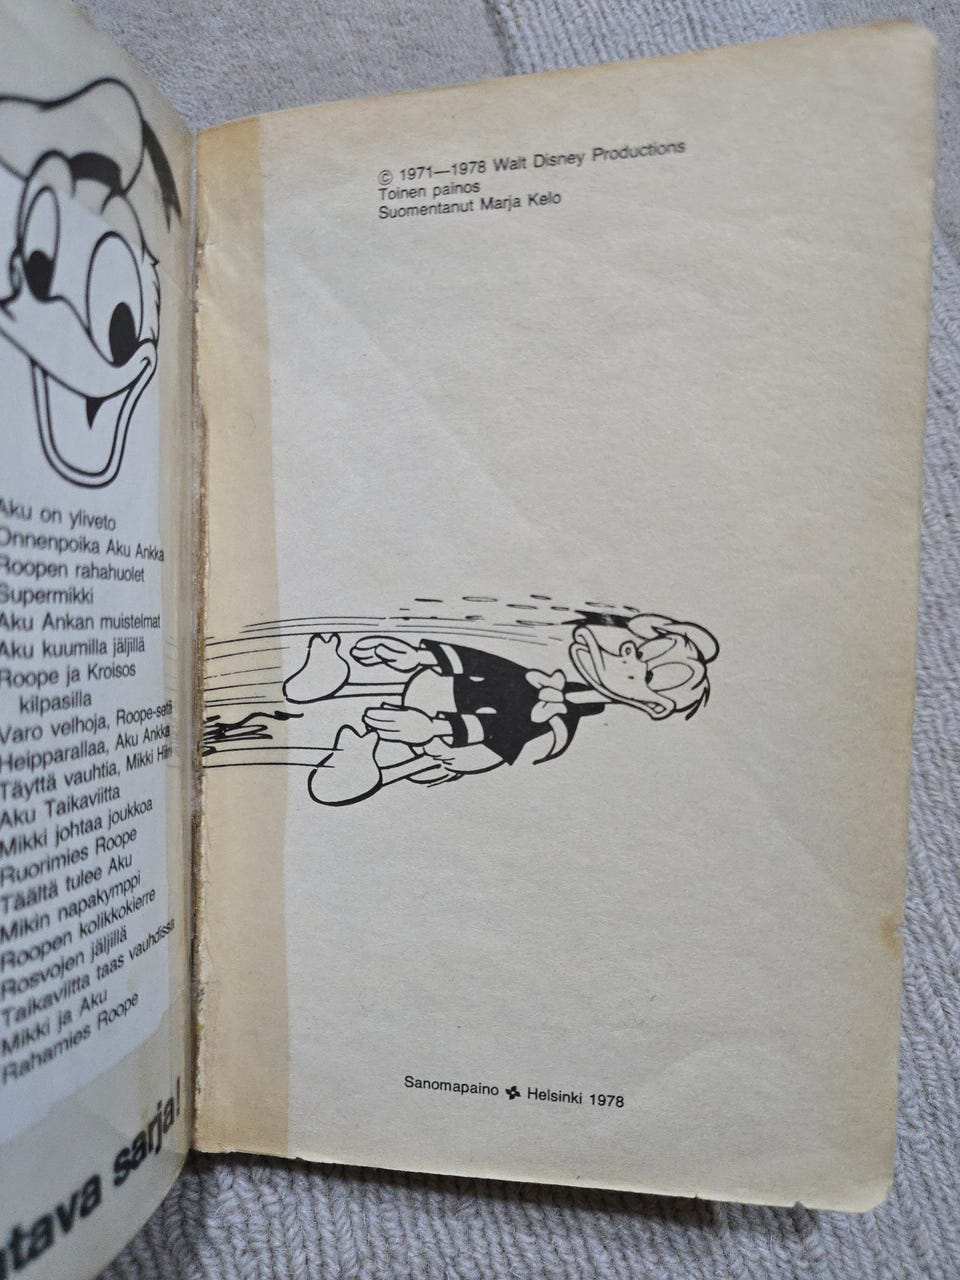 Aku on yliveto
Onnenpoika Aku Ankka
Roopen rahahuolet
Supermikki
Aku Ankan muistelmat
Aku kuumilla jäljillä
Roope ja Kroisos
kilpasilla
Varo velhoja, Roope-setä
Heipparallaa, Aku Ankka
Täyttä vauhtia, Mikki
Aku Taikaviitta
Mikki johtaa joukkoa
Ruorimies Roope
Täältä tulee Aku
Mikin napakymppi
Roopen kolikkokierre
Rosvojen jäljillä
Taikaviitta taas vauhdissa
Mikki ja Aku
Rahamies Roope
sarja!
© 1971—1978 Walt Disney Productions
Toinen painos
Suomentanut Marja Kelo
Sanomapaino Helsinki 1978